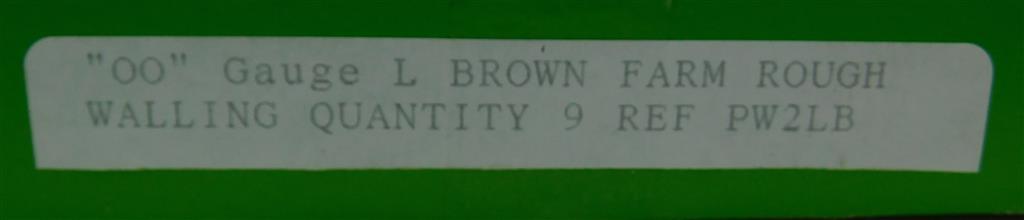 "OO" Gauge L BROWN FARM ROUGH
WALLING QUANTITY 9 REF PW2LB